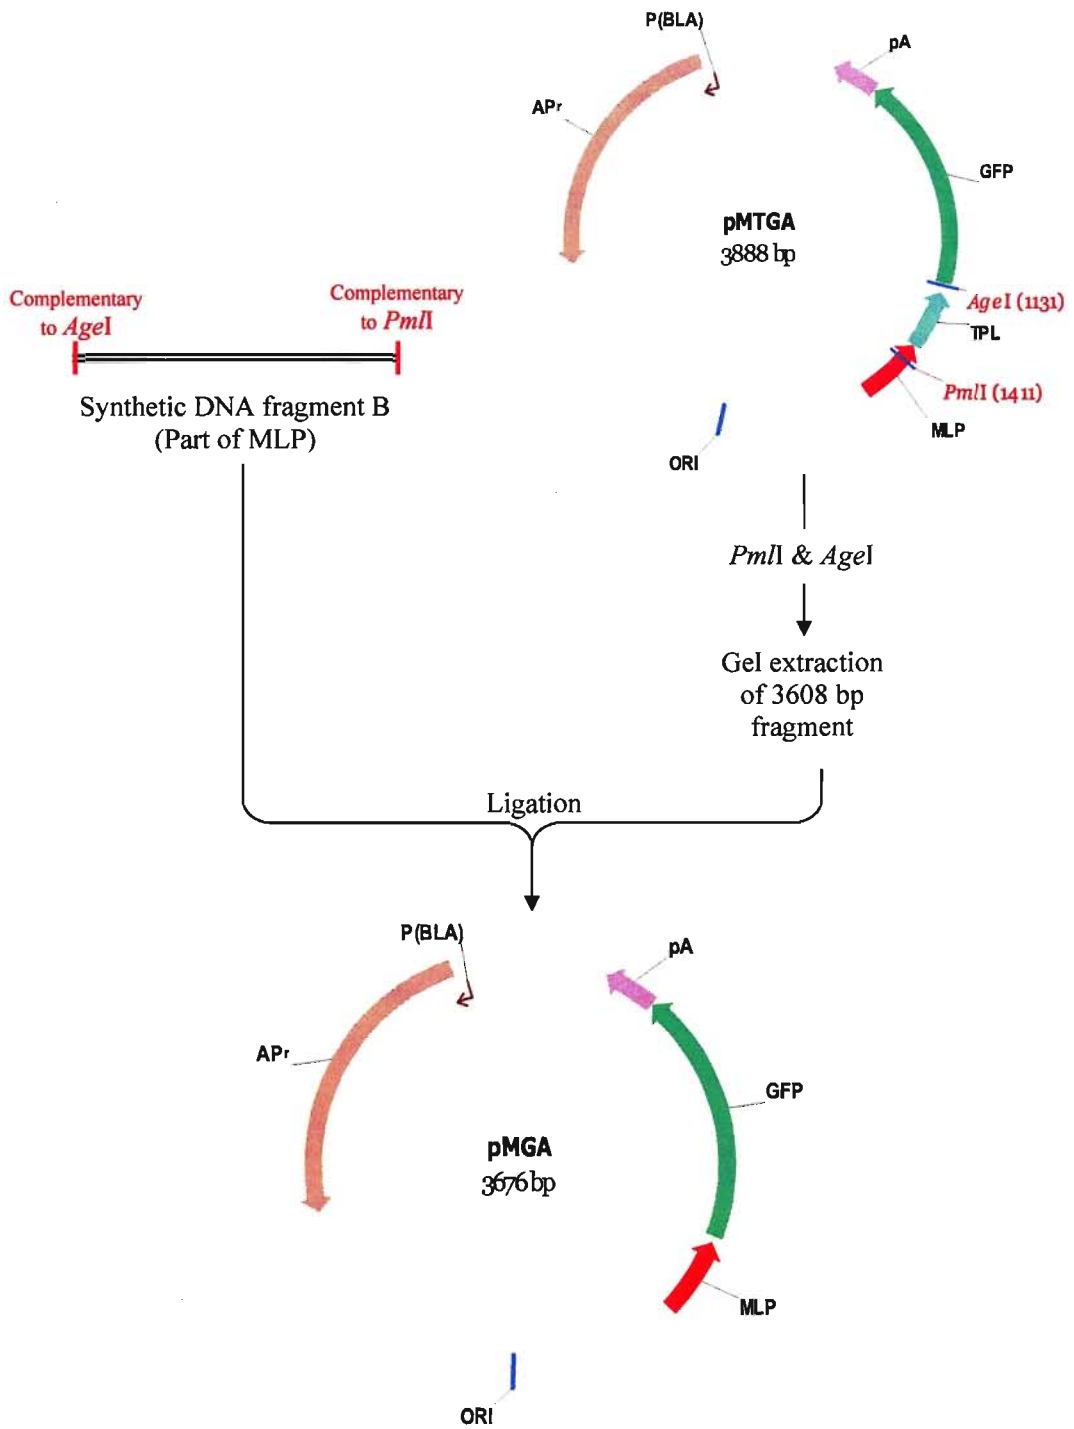 P(BLA)
pA
APr
GFP
pMTGA
3888 bp
Complementary
to AgeI
Complementary
to PmlI
AgeI (1131)
TPL
PmlI (1411)
MLP
Synthetic DNA fragment B
(Part of MLP)
ORI
PmlI & AgeI
Gel extraction
of 3608 bp
fragment
Ligation
P(BLA)
pA
APr
GFP
pMGA
3676 bp
MLP
ORI